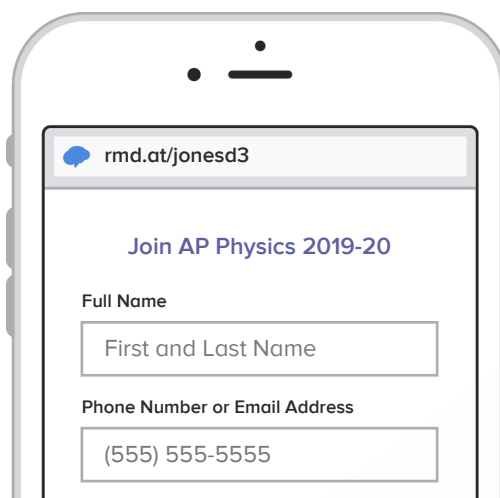 rmd.at/jonesd3
Join AP Physics 2019-20
Full Name
First and Last Name
Phone Number or Email Address
(555) 555-5555